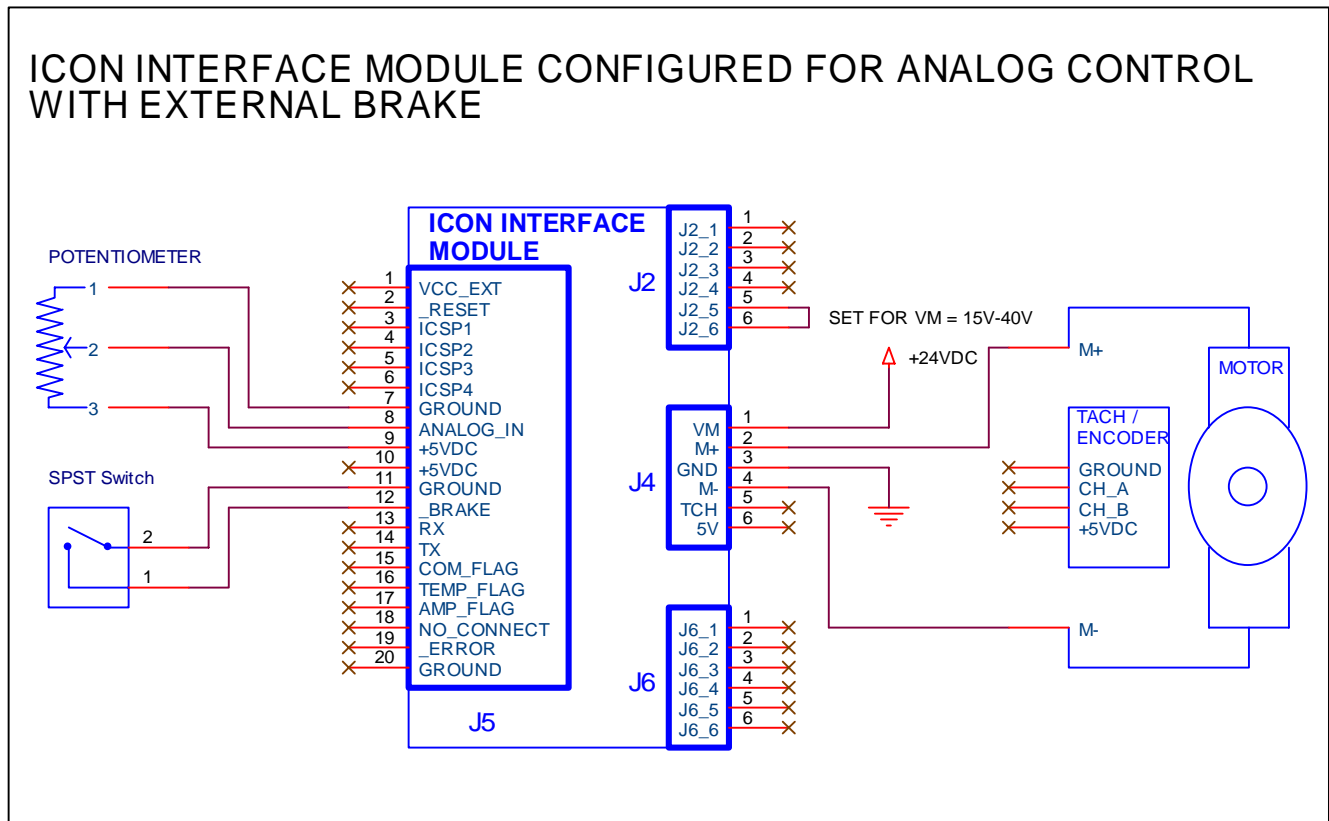 ICON INTERFACE MODULE CONFIGURED FOR ANALOG CONTROL
WITH EXTERNAL BRAKE
POTENTIOMETER
1
2
3
SPST Switch
2
1
ICON INTERFACE
MODULE
1 VCC_EXT
2 _RESET
3 ICSP1
4 ICSP2
5 ICSP3
6 ICSP4
7 GROUND
8 ANALOG_IN
9 +5VDC
10 +5VDC
11 GROUND
12 _BRAKE
13 RX
14 TX
15 COM_FLAG
16 TEMP_FLAG
17 AMP_FLAG
18 NO_CONNECT
19 _ERROR
20 GROUND
J5
J2
J2_1 1
J2_2 2
J2_3 3
J2_4 4
J2_5 5
J2_6 6
SET FOR VM = 15V-40V
+24VDC
J4
VM 1
M+ 2
GND 3
M- 4
TCH 5
5V 6
J6
J6_1 1
J6_2 2
J6_3 3
J6_4 4
J6_5 5
J6_6 6
M+
MOTOR
TACH /
ENCODER
GROUND
CH_A
CH_B
+5VDC
M-